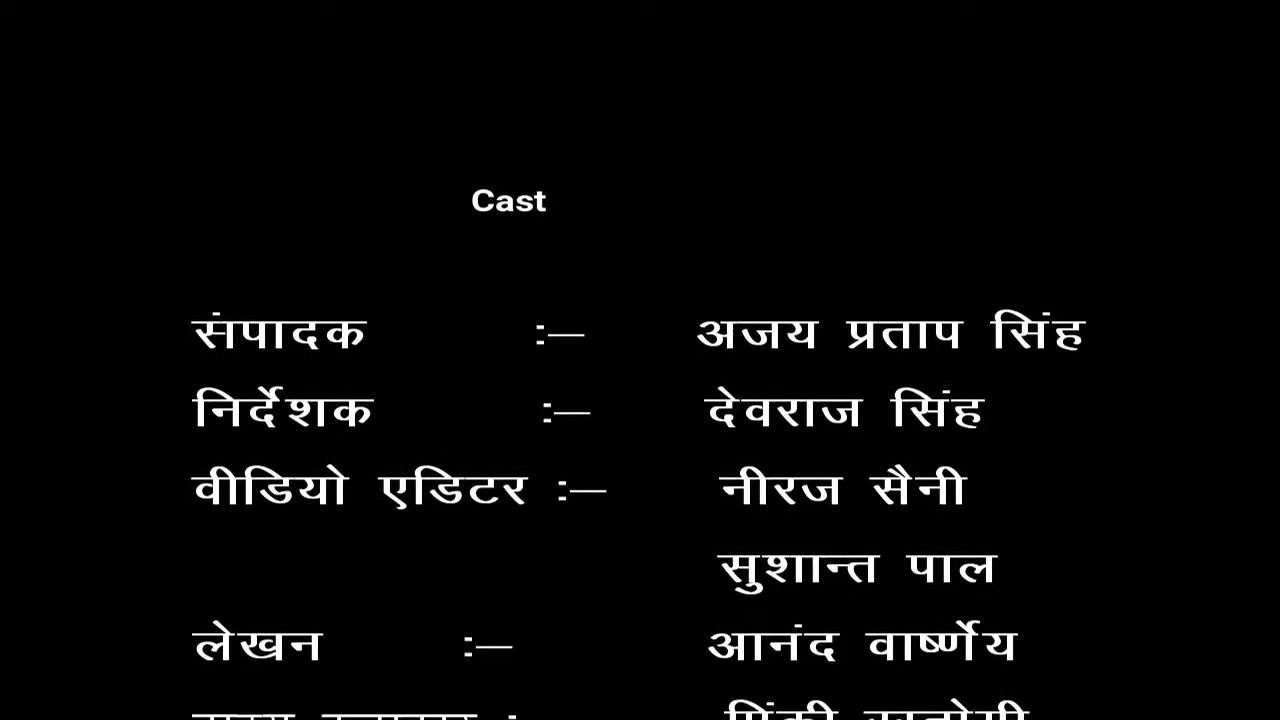 Cast
संपादक :— अजय प्रताप सिंह
निर्देशक :— देवराज सिंह
वीडियो एडिटर :— नीरज सैनी
सुशान्त पाल
लेखन :— आनंद वार्ष्णेय